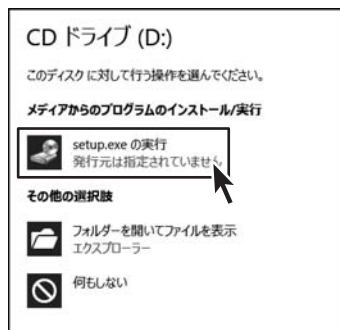 CD ドライブ (D:)
このディスク に対して行う操作を選んでください。
メディアからのプログラムのインストール/実行
setup.exe の実行
発行元は指定されていません
その他の選択肢
フォルダーを開いてファイルを表示
エクスプローラー
何もしない